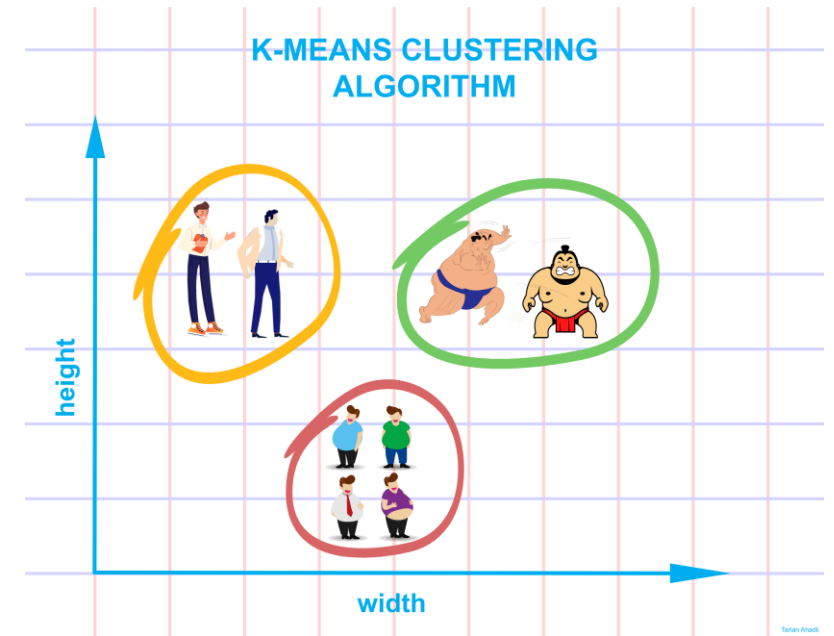 K-MEANS CLUSTERING
ALGORITHM
height
width
Tarlan Ahadli